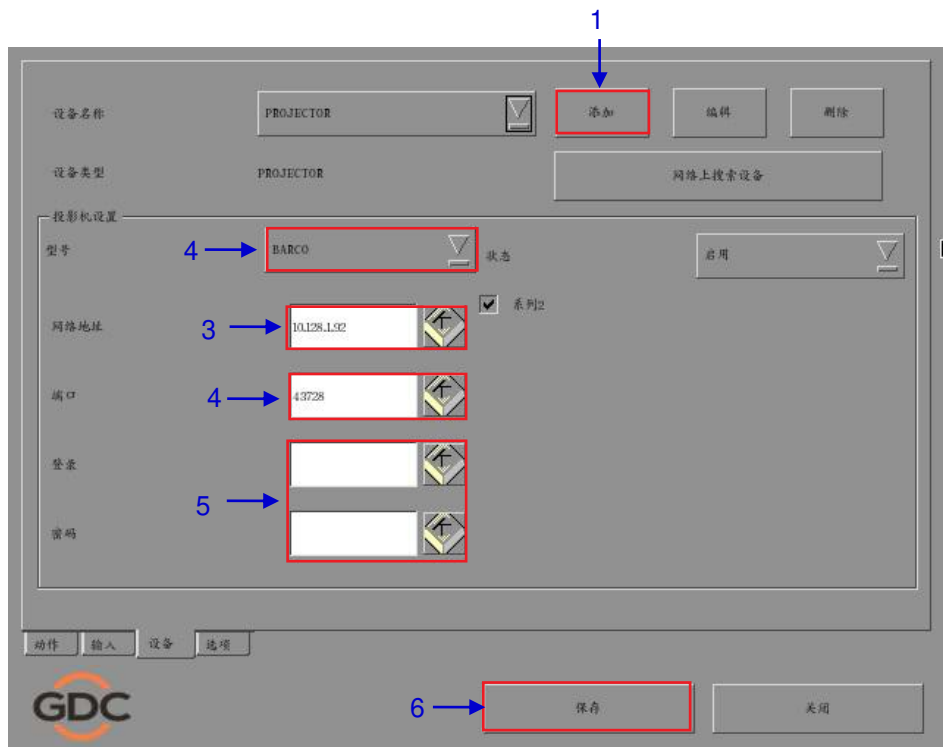 1
设备名称 PROJECTOR 添加 编辑 删除
设备类型 PROJECTOR 网络上搜索设备
投影机设置
型号 4 BARCO 状态 启用
系列2
网络地址 3 10.128.1.92
端口 4 43728
登录
5
密码
动作 输入 设备 选项
GDC 6 保存 关闭